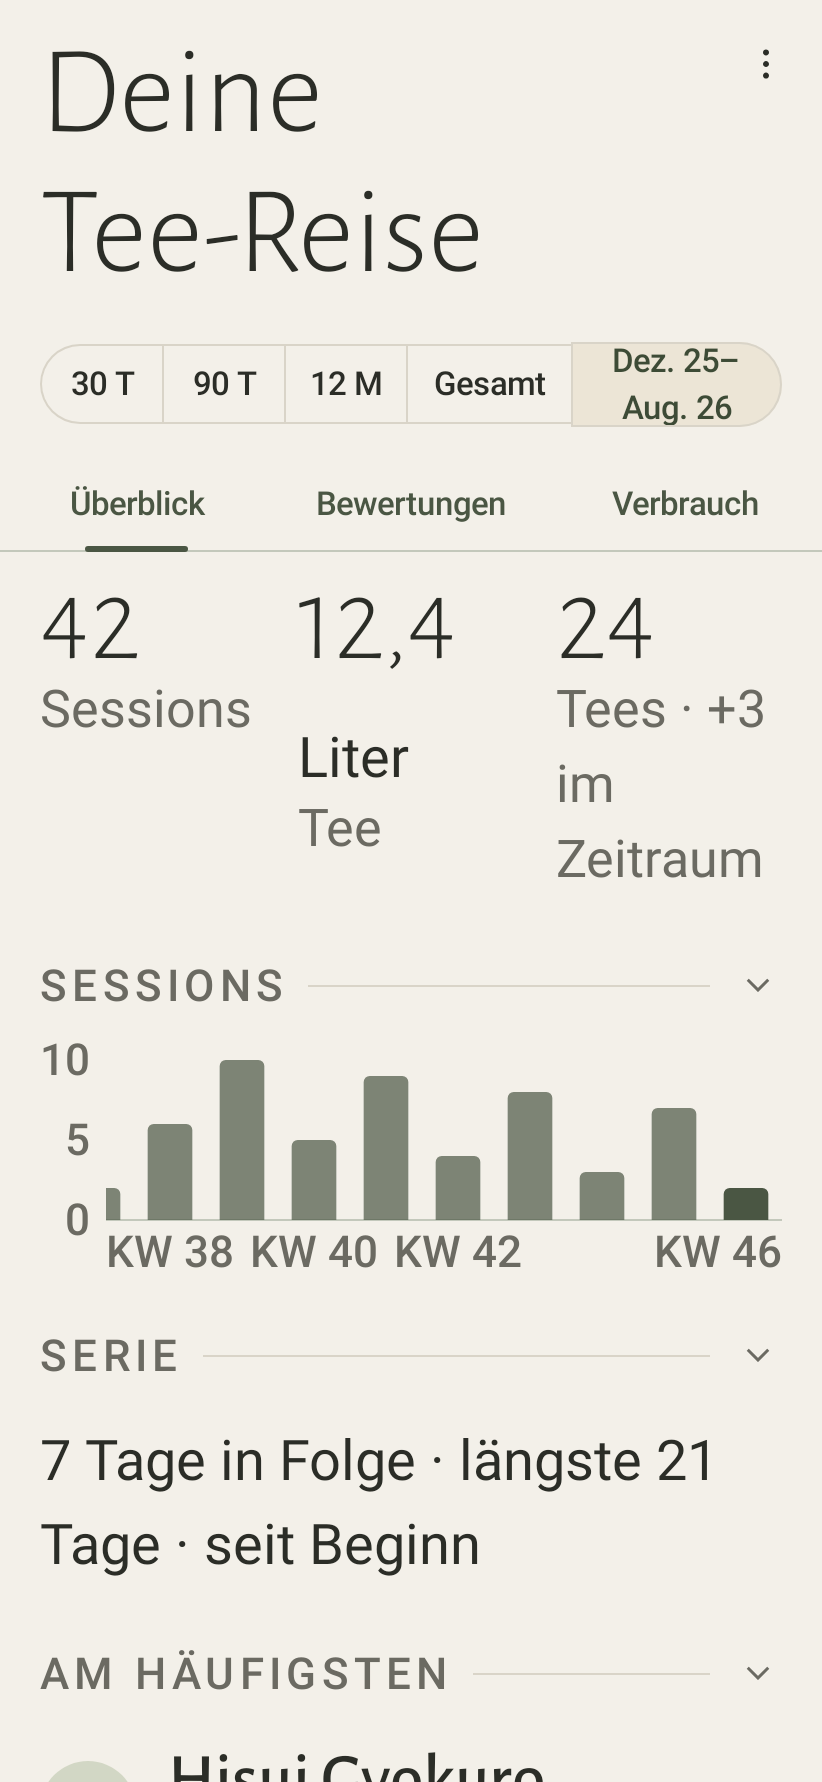 Deine
Tee-Reise
30 T
90 T
12 M
Gesamt
Dez. 25–
Aug. 26
Überblick
Bewertungen
Verbrauch
42
Sessions
12,4
Liter
Tee
24
Tees · +3
im
Zeitraum
SESSIONS
10
5
0
KW 38
KW 40
KW 42
KW 46
SERIE
7 Tage in Folge · längste 21
Tage · seit Beginn
AM HÄUFIGSTEN
Hisui Gyokuro